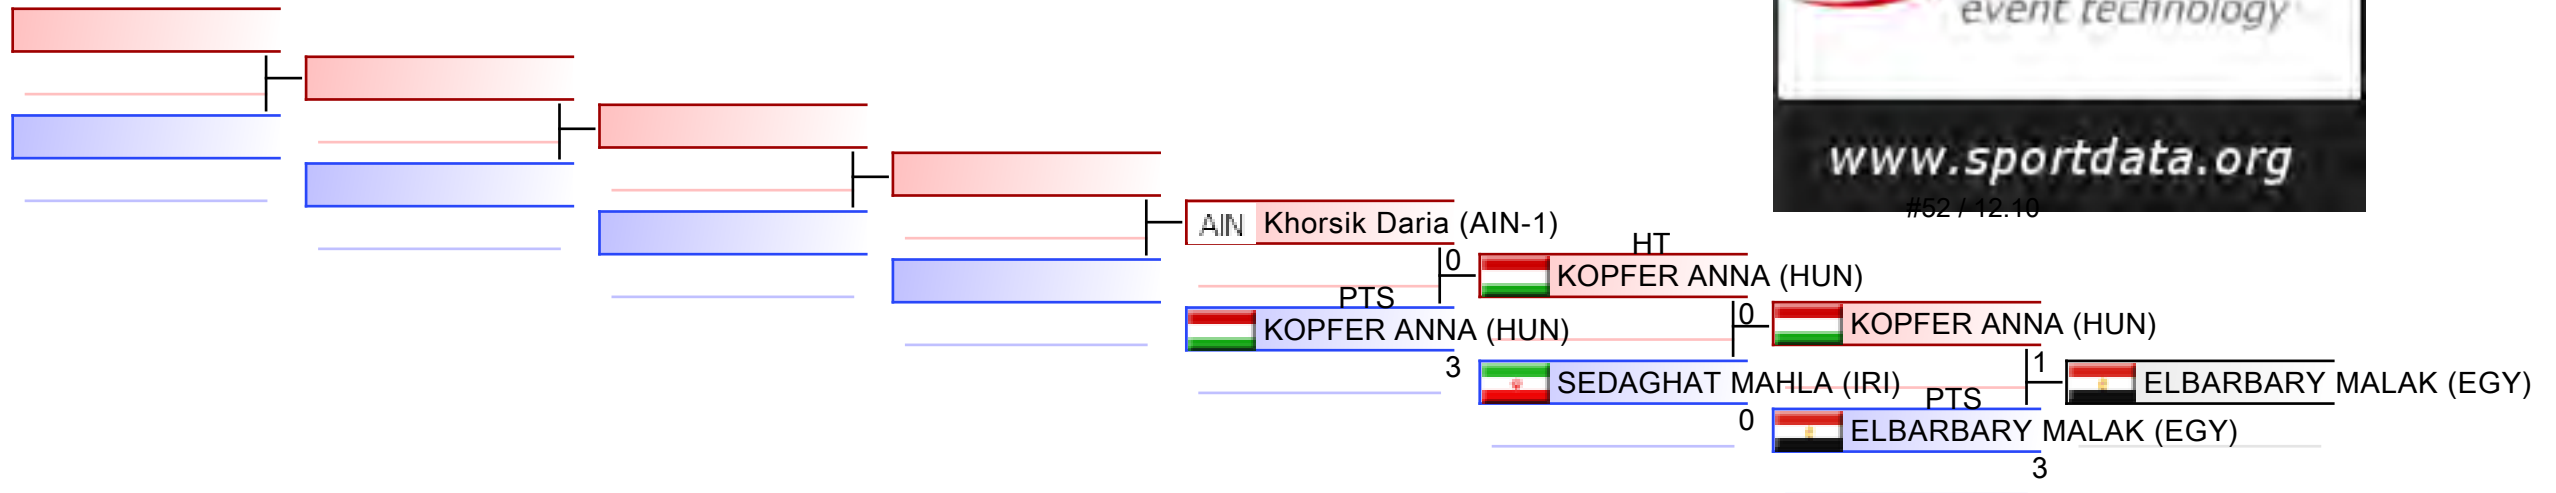 event technology
www.sportdata.org
#52 / 12.10
AIN Khorsik Daria (AIN-1)
0
PTS
KOPFER ANNA (HUN)
3
HT
KOPFER ANNA (HUN)
0
SEDAGHAT MAHLA (IRI)
0
KOPFER ANNA (HUN)
1
PTS
ELBARBARY MALAK (EGY)
3
ELBARBARY MALAK (EGY)